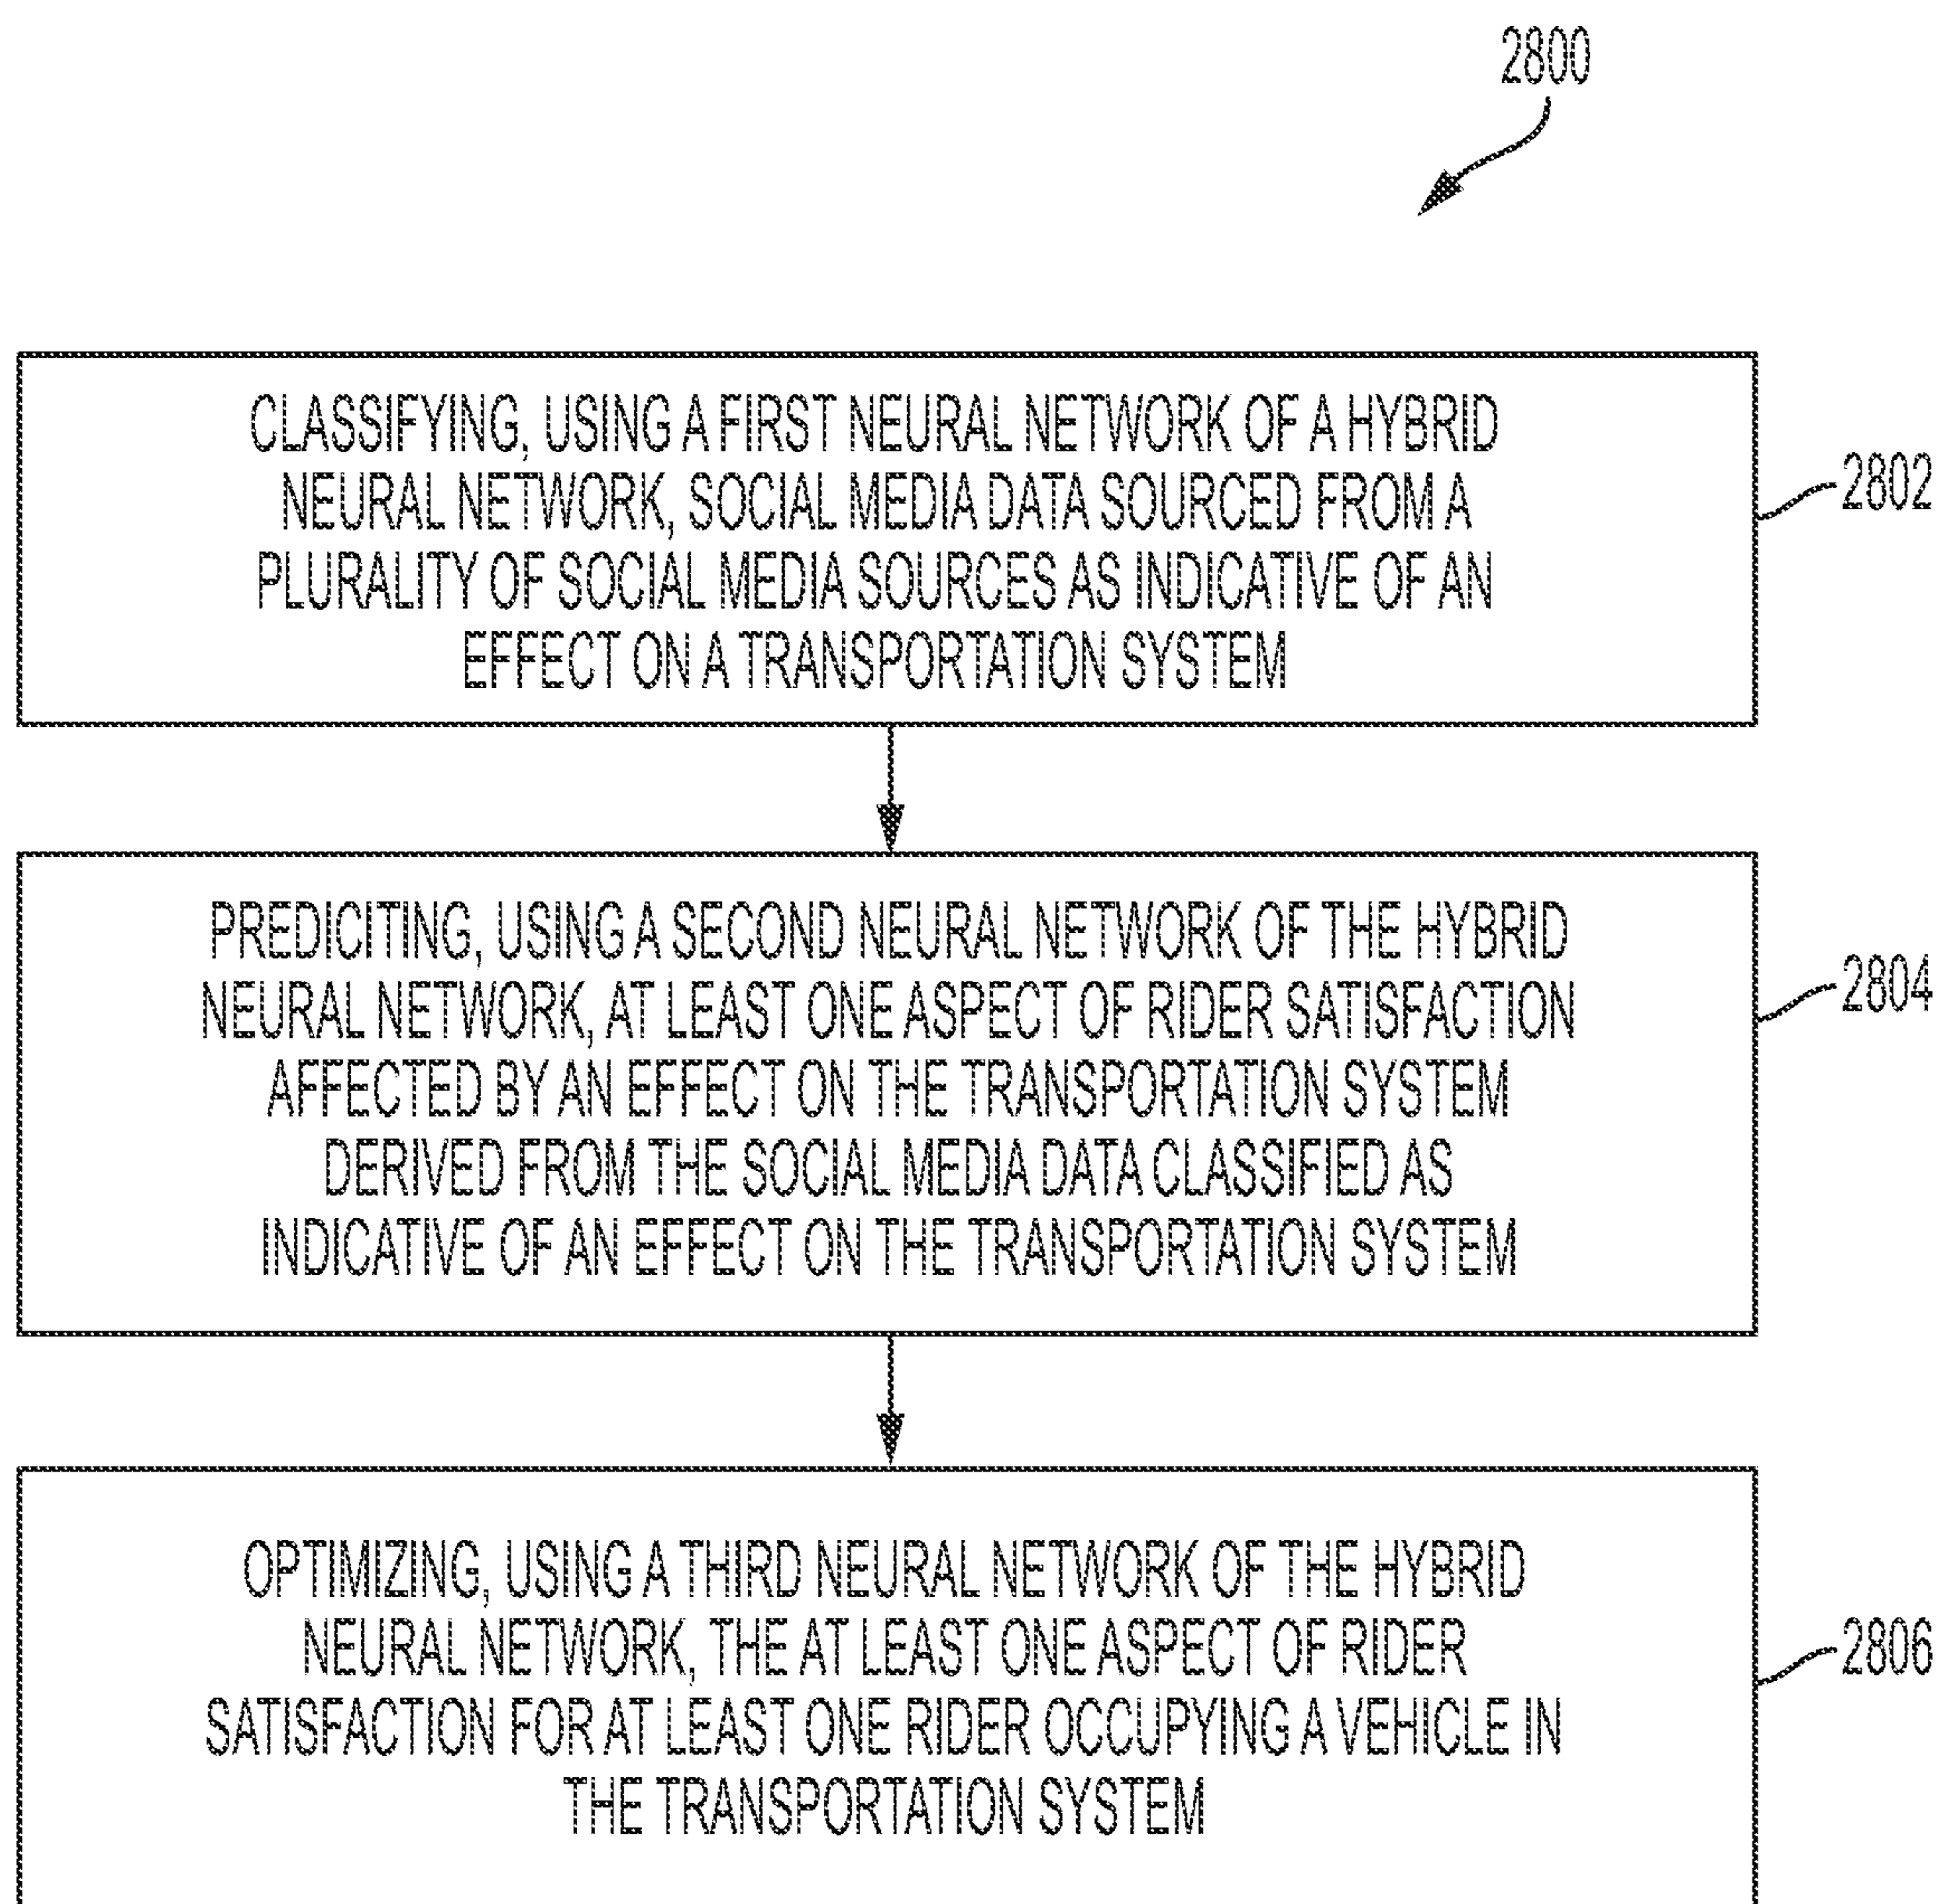 2800
CLASSIFYING, USING A FIRST NEURAL NETWORK OF A HYBRID
NEURAL NETWORK, SOCIAL MEDIA DATA SOURCED FROM A
PLURALITY OF SOCIAL MEDIA SOURCES AS INDICATIVE OF AN
EFFECT ON A TRANSPORTATION SYSTEM
2802
PREDICITING, USING A SECOND NEURAL NETWORK OF THE HYBRID
NEURAL NETWORK, AT LEAST ONE ASPECT OF RIDER SATISFACTION
AFFECTED BY AN EFFECT ON THE TRANSPORTATION SYSTEM
DERIVED FROM THE SOCIAL MEDIA DATA CLASSIFIED AS
INDICATIVE OF AN EFFECT ON THE TRANSPORTATION SYSTEM
2804
OPTIMIZING, USING A THIRD NEURAL NETWORK OF THE HYBRID
NEURAL NETWORK, THE AT LEAST ONE ASPECT OF RIDER
SATISFACTION FOR AT LEAST ONE RIDER OCCUPYING A VEHICLE IN
THE TRANSPORTATION SYSTEM
2806